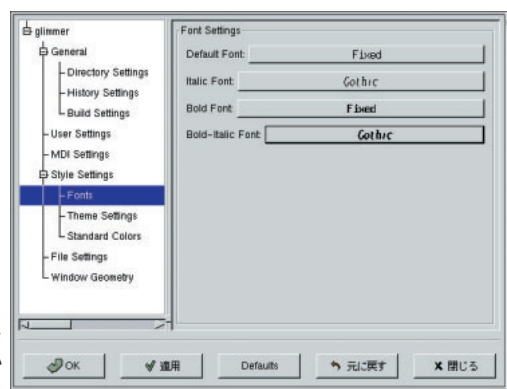 glimmer
General
Directory Settings
History Settings
Build Settings
User Settings
MDI Settings
Style Settings
Fonts
Theme Settings
Standard Colors
File Settings
Window Geometry
Font Settings
Default Font: Fixed
Italic Font: Gothic
Bold Font: Fixed
Bold-Italic Font: Gothic
OK 適用 Defaults 元に戻す 閉じる